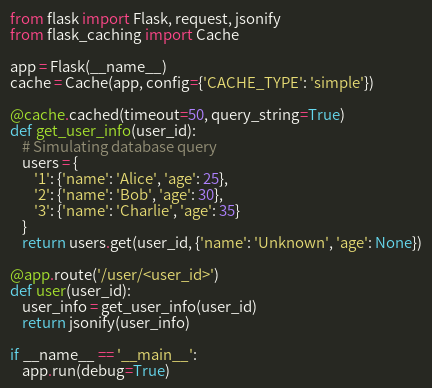 from flask import Flask, request, jsonify
from flask_caching import Cache

app = Flask(__name__)
cache = Cache(app, config={'CACHE_TYPE': 'simple'})

@cache.cached(timeout=50, query_string=True)
def get_user_info(user_id):
    # Simulating database query
    users = {
        '1': {'name': 'Alice', 'age': 25},
        '2': {'name': 'Bob', 'age': 30},
        '3': {'name': 'Charlie', 'age': 35}
    }
    return users.get(user_id, {'name': 'Unknown', 'age': None})

@app.route('/user/<user_id>')
def user(user_id):
    user_info = get_user_info(user_id)
    return jsonify(user_info)

if __name__ == '__main__':
    app.run(debug=True)